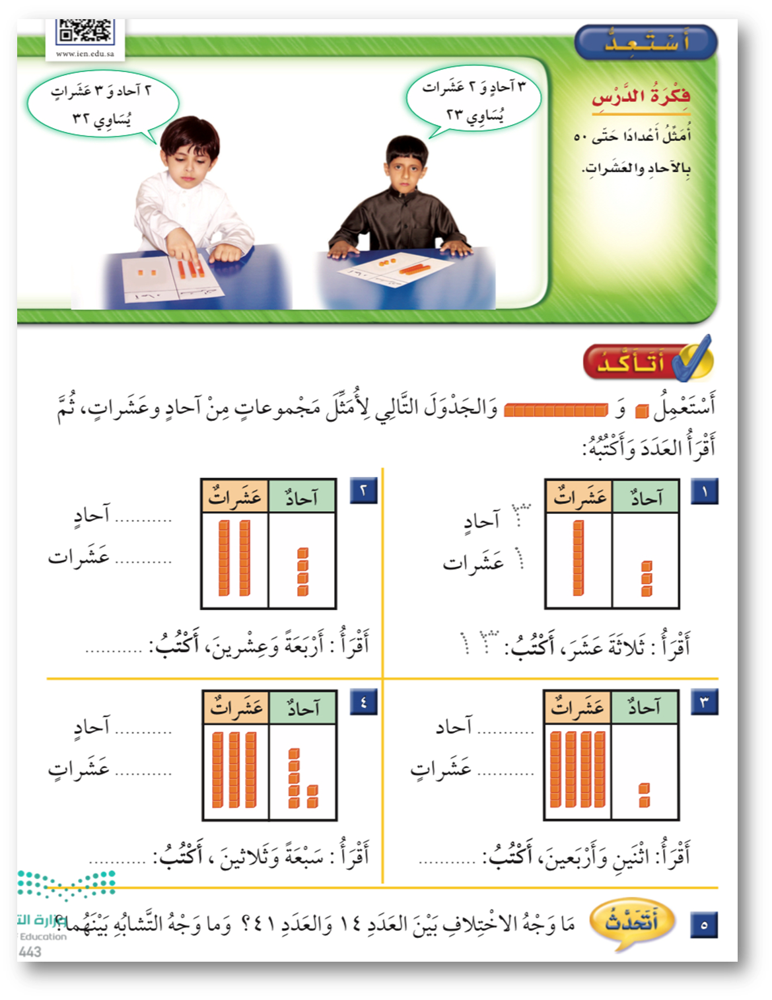 أَسْتَعِدُّ
www.ien.edu.sa
فِكْرَةُ الدَّرْسِ
أُمَثِّلُ أَعْدادًا حَتّى ٥٠
بِالآحادِ والعَشَراتِ.
٣ آحادٍ وَ ٢ عَشَرات
يُسَاوِي ٢٣
٢ آحاد وَ ٣ عَشَراتٍ
يُسَاوِي ٣٢
أَتَأَكَّدُ
أَسْتَعْمِلُ وَ وَالجَدْوَلَ التَّالِي لِأُمَثِّلَ مَجْموعاتٍ مِنْ آحادٍ وعَشَراتٍ، ثُمَّ
أَقْرَأُ العَدَدَ وَأَكْتُبُهُ:
١
آحادٌ عَشَراتٌ
٣ آحادٍ
١ عَشَرات
أَقْرَأُ : ثَلاثَةَ عَشَرَ، أَكْتُبُ: ١٣
٢
آحادٌ عَشَراتٌ
........... آحادٍ
........... عَشَرات
أَقْرَأُ : أَرْبَعَةً وَعِشْرينَ، أَكْتُبُ: ...........
٣
آحادٌ عَشَراتٌ
........... آحاد
........... عَشَراتٍ
أَقْرَأُ: اثْنَينِ وَأَرْبَعينَ، أَكْتُبُ: ...........
٤
آحادٌ عَشَراتٌ
........... آحادٍ
........... عَشَراتٍ
أَقْرَأُ : سَبْعَةً وَثَلاثينَ ، أَكْتُبُ: ...........
٥
أَتَحَدَّثُ
مَا وَجْهُ الاخْتِلافِ بَيْنَ العَدَدِ ١٤ وَالعَدَدِ ٤١؟ وَما وَجْهُ التَّشابُهِ بَيْنَهُما؟
وزارة الت
Education
443